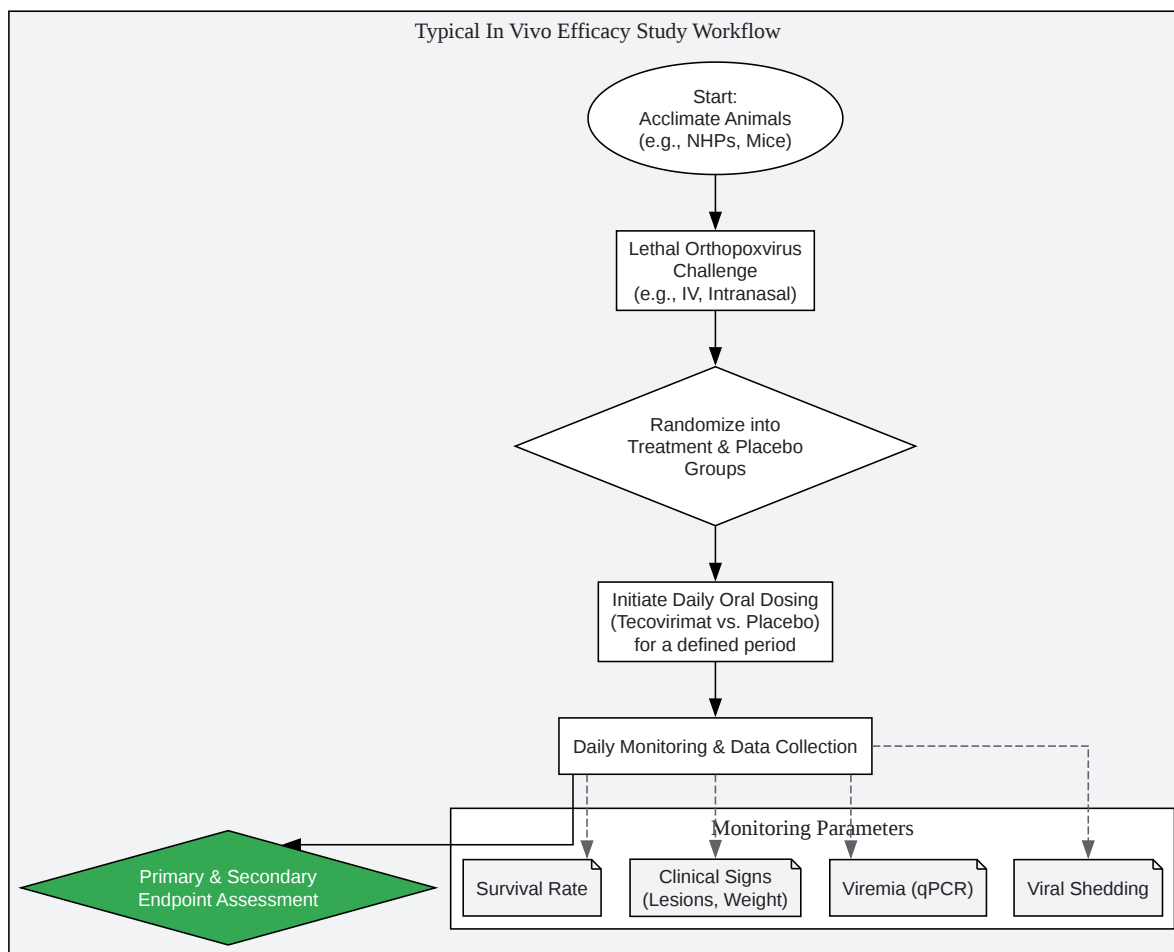 Typical In Vivo Efficacy Study Workflow
Start:
Acclimate Animals
(e.g., NHPs, Mice)
Lethal Orthopoxvirus
Challenge
(e.g., IV, Intranasal)
Randomize into
Treatment & Placebo
Groups
Initiate Daily Oral Dosing
(Tecovirimat vs. Placebo)
for a defined period
Daily Monitoring & Data Collection
Monitoring Parameters
Primary & Secondary
Endpoint Assessment
Survival Rate
Clinical Signs
(Lesions, Weight)
Viremia (qPCR)
Viral Shedding